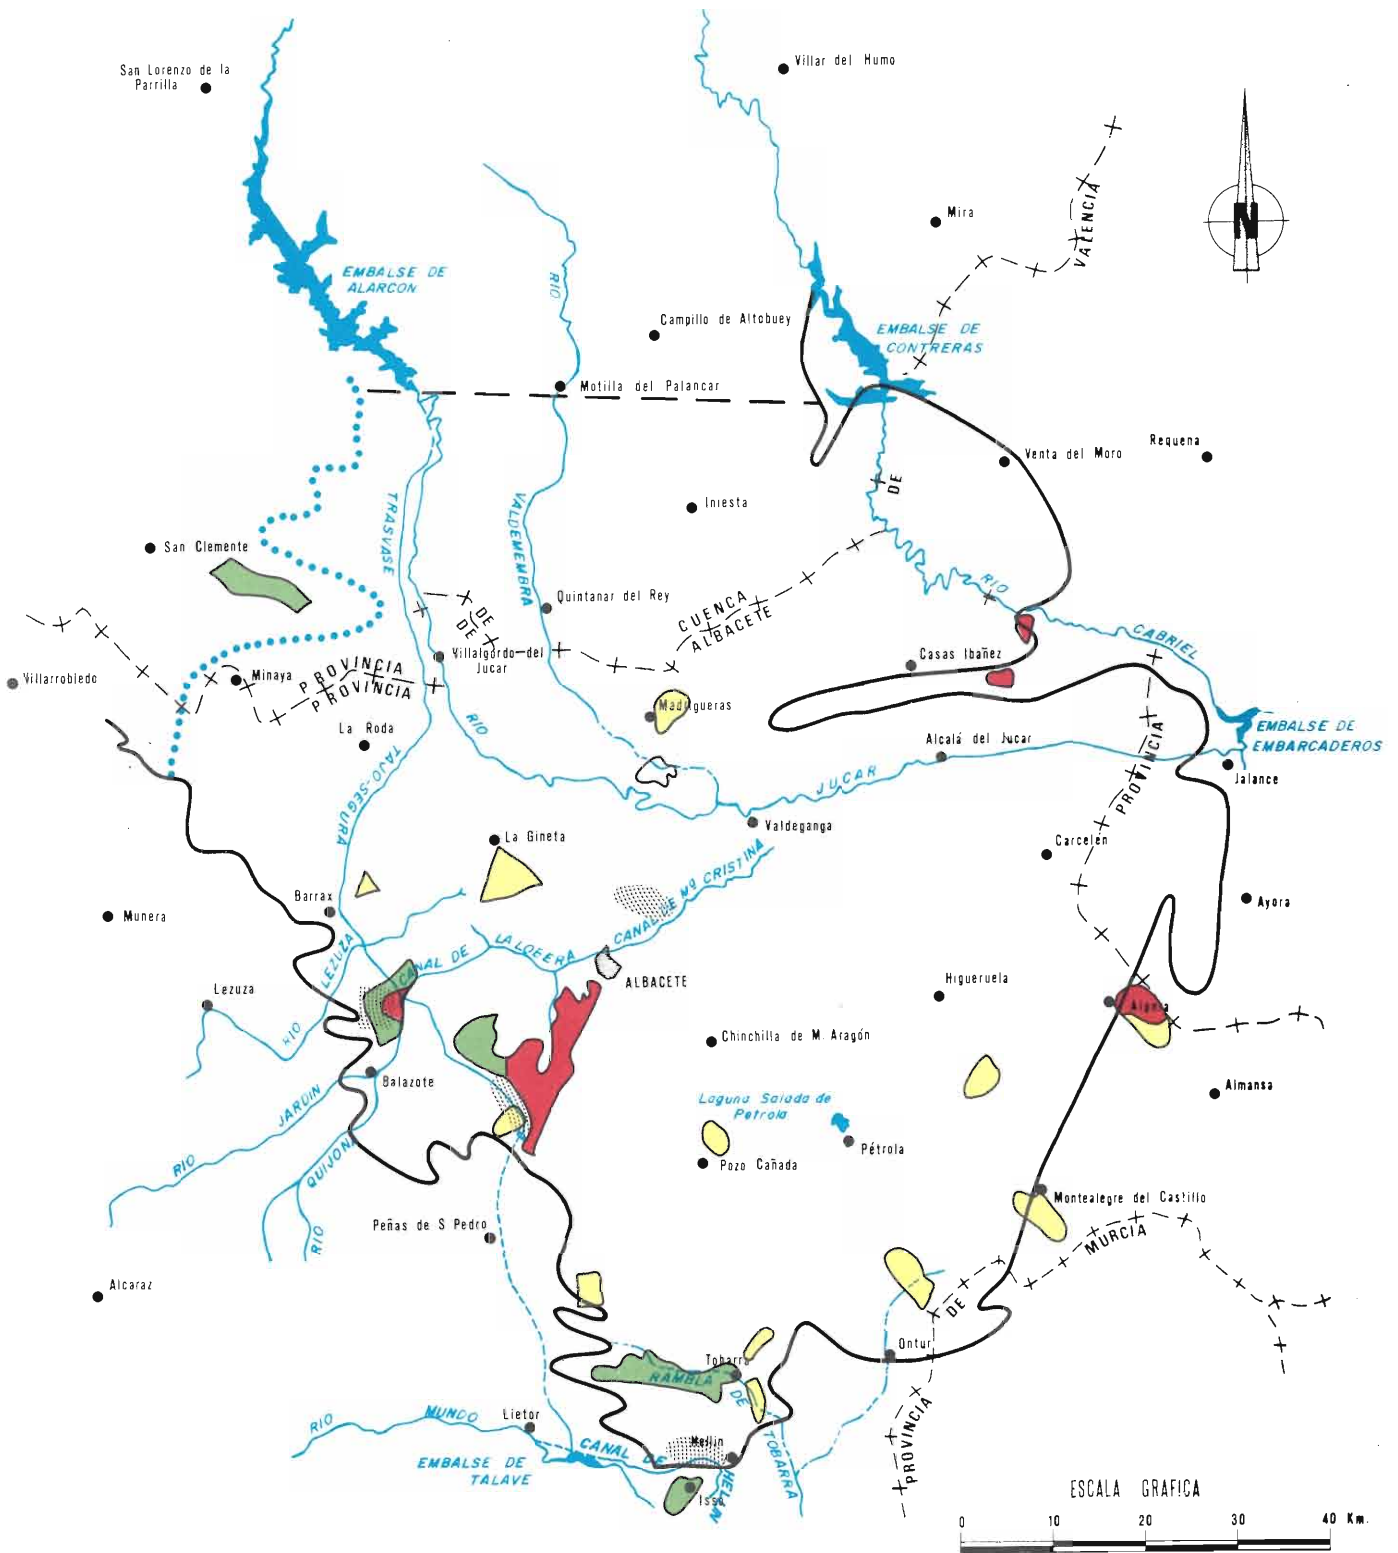 San Lorenzo de la
Parrilla
Villar del Humo
Mira
VALENCIA
N
EMBALSE DE
ALARCON
RIO
Campillo de Altobuey
EMBALSE DE
CONTRERAS
Motilla del Palancar
Venta del Moro
Requena
DE
TRASVASE
VALDEMEMBRA
Iniesta
San Clemente
RIO
Quintanar del Rey
CUENCA
ALBACETE
DE
DE
CABRIEL
Villalgordo del
Jucar
Casas Ibañez
Villarrobledo
Minaya
PROVINCIA
PROVINCIA
Madrigueras
La Roda
RIO
Alcalá del Jucar
EMBALSE DE
EMBARCADEROS
PROVINCIA
TAJO-SEGURA
JUCAR
Jalance
Valdeganga
La Gineta
Carcelén
Barrax
CANAL DE Mª CRISTINA
Munera
Ayora
LEZUZA
CANAL DE
LA LOBERA
Lezuza
ALBACETE
Higueruela
Alpera
RIO
Chinchilla de M. Aragón
Balazote
Almansa
JARDIN
Laguna Salada de
Petrola
RIO
QUIJONA
Pétrola
Pozo Cañada
Montealegre del Castillo
Peñas de S Pedro
RIO
MURCIA
Alcaraz
DE
Ontur
Tobarra
RAMBLA
DE
PROVINCIA
RIO
MUNDO
Lietor
Hellin
TOBARRA
CANAL DE
HELLIN
EMBALSE DE
TALAVE
Isso
ESCALA GRAFICA
0 10 20 30 40 Km.